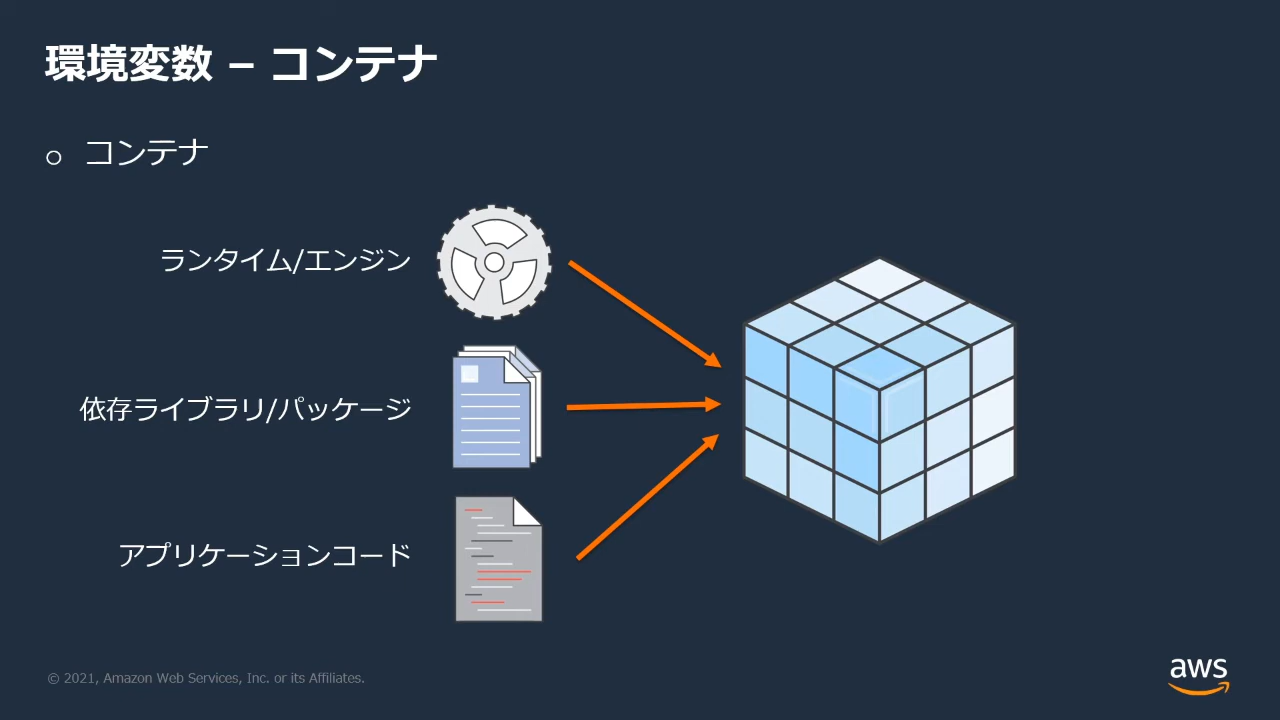 環境変数 – コンテナ
o コンテナ
ランタイム/エンジン
依存ライブラリ/パッケージ
アプリケーションコード
© 2021, Amazon Web Services, Inc. or its Affiliates.
aws